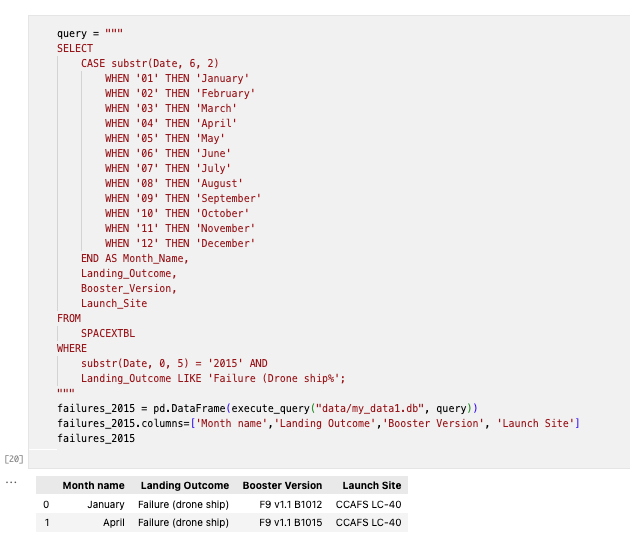 query = """
SELECT
CASE substr(Date, 6, 2)
WHEN '01' THEN 'January'
WHEN '02' THEN 'February'
WHEN '03' THEN 'March'
WHEN '04' THEN 'April'
WHEN '05' THEN 'May'
WHEN '06' THEN 'June'
WHEN '07' THEN 'July'
WHEN '08' THEN 'August'
WHEN '09' THEN 'September'
WHEN '10' THEN 'October'
WHEN '11' THEN 'November'
WHEN '12' THEN 'December'
END AS Month_Name,
Landing_Outcome,
Booster_Version,
Launch_Site
FROM
SPACEXTBL
WHERE
substr(Date, 0, 5) = '2015' AND
Landing_Outcome LIKE 'Failure (Drone ship%';
"""
failures_2015 = pd.DataFrame(execute_query("data/my_data1.db", query))
failures_2015.columns=['Month name','Landing Outcome','Booster Version', 'Launch Site']
failures_2015
[20]
...
Month name Landing Outcome Booster Version Launch Site
0 January Failure (drone ship) F9 v1.1 B1012 CCAFS LC-40
1 April Failure (drone ship) F9 v1.1 B1015 CCAFS LC-40